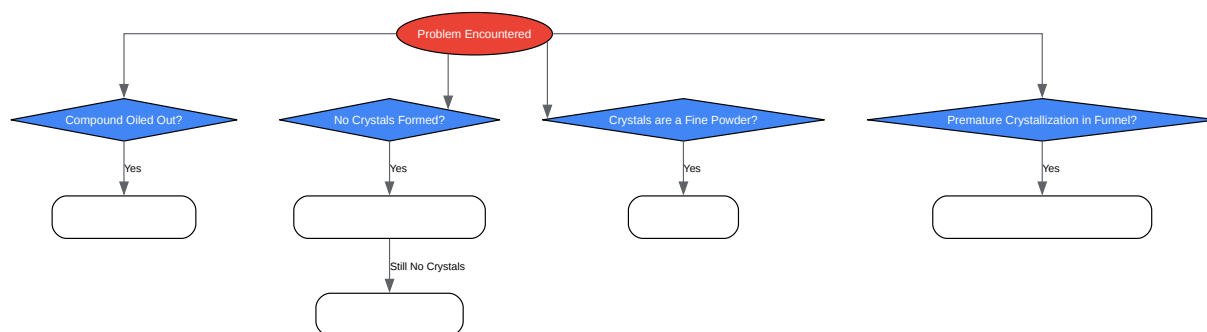 Problem Encountered
Compound Oiled Out?
No Crystals Formed?
Crystals are a Fine Powder?
Premature Crystallization in Funnel?
Yes
Yes
Yes
Yes
Still No Crystals